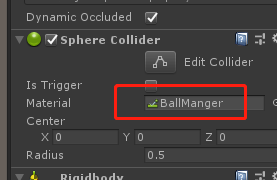 Dynamic Occluded
Sphere Collider
Edit Collider
Is Trigger
Material BallManger
Center
X 0 Y 0 Z 0
Radius 0.5
Rigidbody